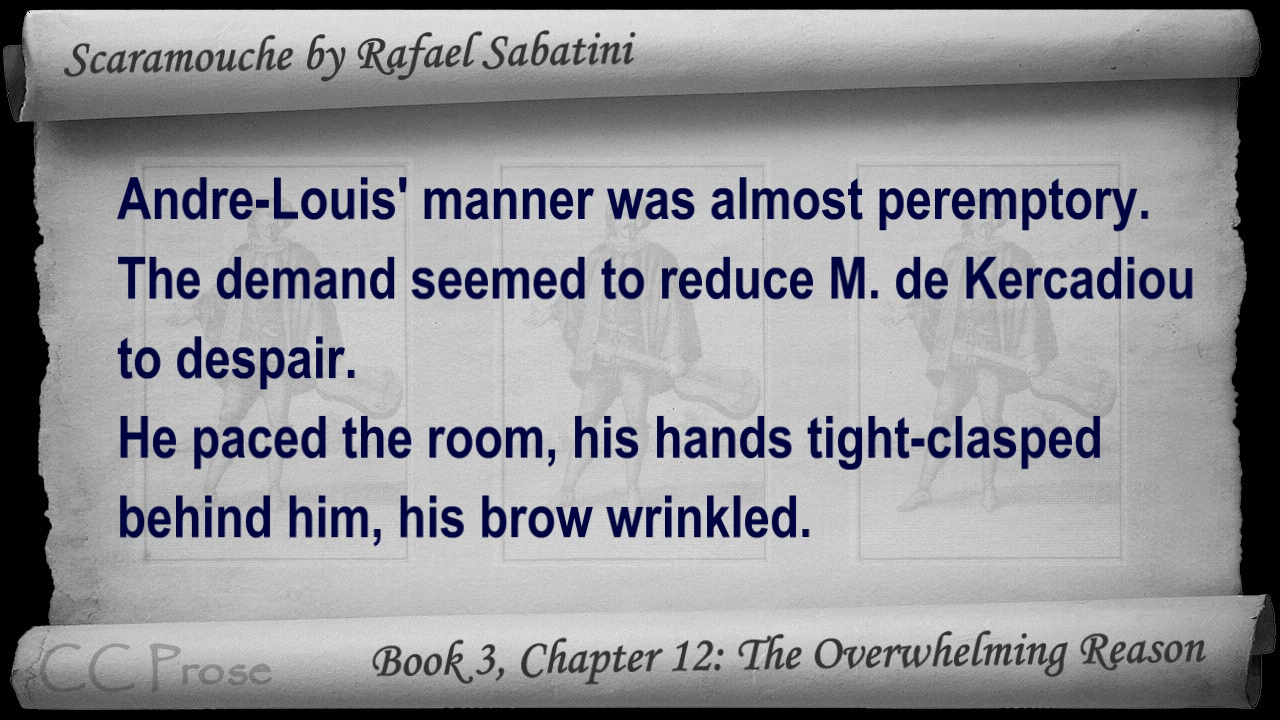 Scaramouche by Rafael Sabatini
Andre-Louis' manner was almost peremptory.
The demand seemed to reduce M. de Kercadiou
to despair.
He paced the room, his hands tight-clasped
behind him, his brow wrinkled.
CC Prose
Book 3, Chapter 12: The Overwhelming Reason